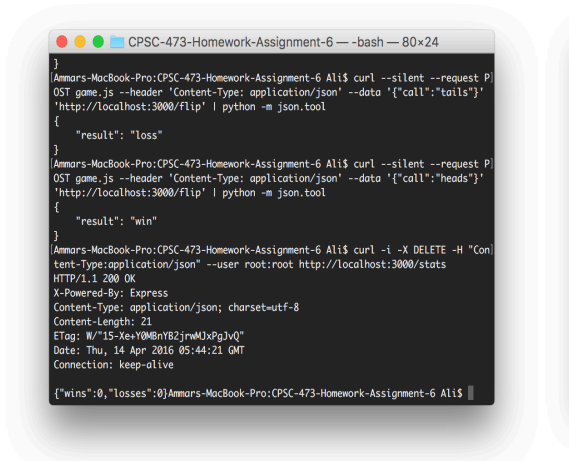 CPSC-473-Homework-Assignment-6 — -bash — 80×24
}
[Ammars-MacBook-Pro:CPSC-473-Homework-Assignment-6 Ali$ curl --silent --request P]
OST game.js --header 'Content-Type: application/json' --data '{"call":"tails"}'
'http://localhost:3000/flip' | python -m json.tool
{
    "result": "loss"
}
[Ammars-MacBook-Pro:CPSC-473-Homework-Assignment-6 Ali$ curl --silent --request P]
OST game.js --header 'Content-Type: application/json' --data '{"call":"heads"}'
'http://localhost:3000/flip' | python -m json.tool
{
    "result": "win"
}
[Ammars-MacBook-Pro:CPSC-473-Homework-Assignment-6 Ali$ curl -i -X DELETE -H "Con]
tent-Type:application/json" --user root:root http://localhost:3000/stats
HTTP/1.1 200 OK
X-Powered-By: Express
Content-Type: application/json; charset=utf-8
Content-Length: 21
ETag: W/"15-Xe+Y0MBnYB2jrwMJxPgJvQ"
Date: Thu, 14 Apr 2016 05:44:21 GMT
Connection: keep-alive

{"wins":0,"losses":0}Ammars-MacBook-Pro:CPSC-473-Homework-Assignment-6 Ali$